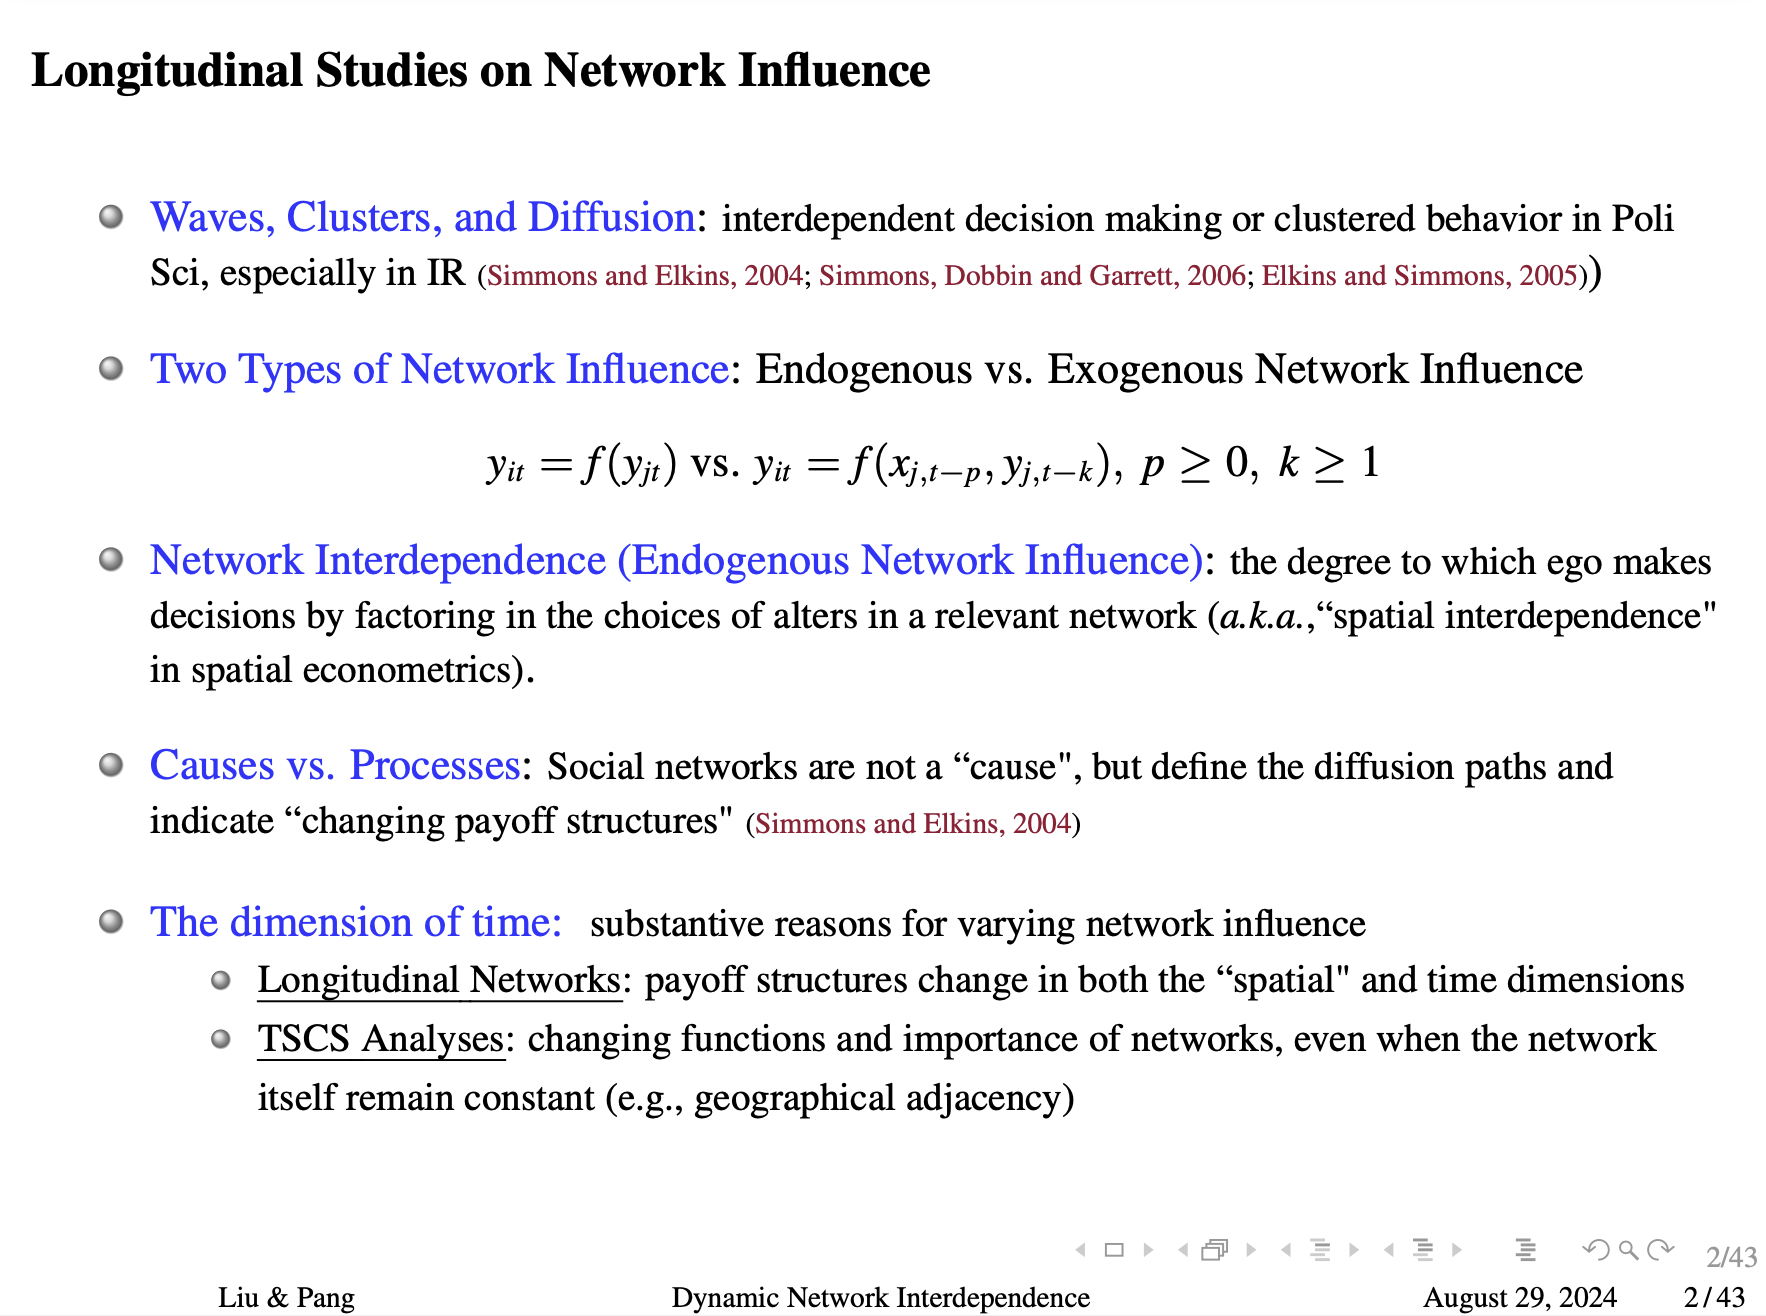 Longitudinal Studies on Network Influence
Waves, Clusters, and Diffusion: interdependent decision making or clustered behavior in Poli
Sci, especially in IR (Simmons and Elkins, 2004; Simmons, Dobbin and Garrett, 2006; Elkins and Simmons, 2005))
Two Types of Network Influence: Endogenous vs. Exogenous Network Influence
y_{it} = f(y_{jt}) vs. y_{it} = f(x_{j,t−p}, y_{j,t−k}), p ≥ 0, k ≥ 1
Network Interdependence (Endogenous Network Influence): the degree to which ego makes
decisions by factoring in the choices of alters in a relevant network (a.k.a.,“spatial interdependence"
in spatial econometrics).
Causes vs. Processes: Social networks are not a “cause", but define the diffusion paths and
indicate “changing payoff structures" (Simmons and Elkins, 2004)
The dimension of time: substantive reasons for varying network influence
Longitudinal Networks: payoff structures change in both the “spatial" and time dimensions
TSCS Analyses: changing functions and importance of networks, even when the network
itself remain constant (e.g., geographical adjacency)
2/43
Liu & Pang Dynamic Network Interdependence August 29, 2024 2 / 43